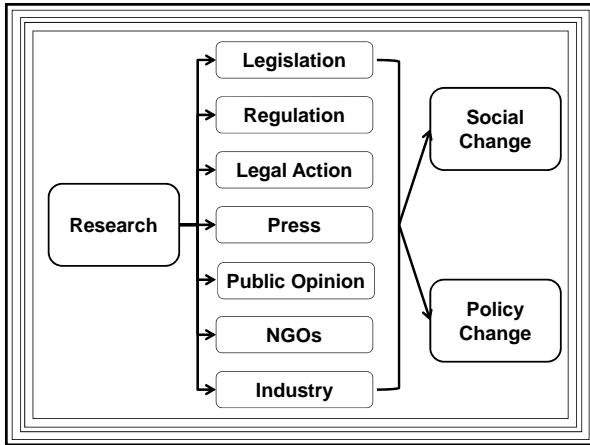 Research
Legislation
Regulation
Legal Action
Press
Public Opinion
NGOs
Industry
Social
Change
Policy
Change